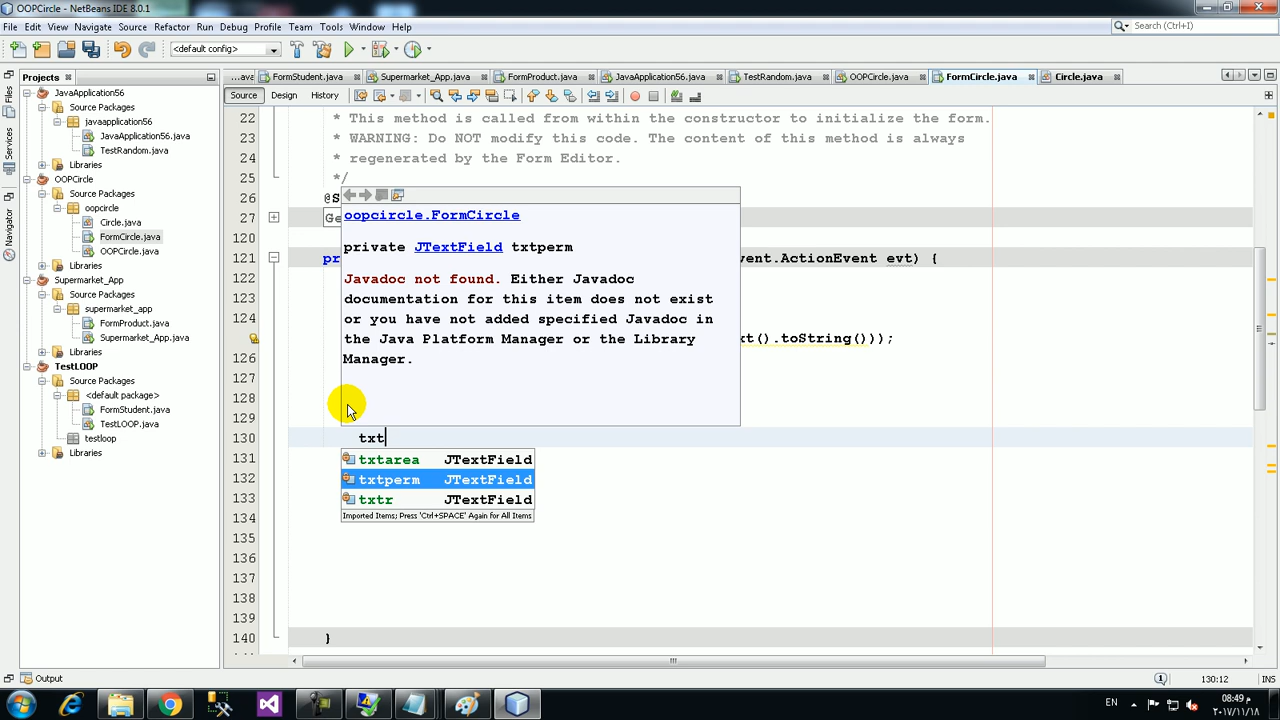 OOPCircle - NetBeans IDE 8.0.1
File Edit View Navigate Source Refactor Run Debug Profile Team Tools Window Help
Search (Ctrl+I)
<default config>
Projects
...ava FormStudent.java Supermarket_App.java FormProduct.java JavaApplication56.java TestRandom.java OOPCircle.java FormCircle.java Circle.java
Source Design History
Files
Services
Navigator
JavaApplication56
Source Packages
javaapplication56
JavaApplication56.java
TestRandom.java
Libraries
OOPCircle
Source Packages
oopcircle
Circle.java
FormCircle.java
OOPCircle.java
Libraries
Supermarket_App
Source Packages
supermarket_app
FormProduct.java
Supermarket_App.java
Libraries
TestLOOP
Source Packages
<default package>
FormStudent.java
TestLOOP.java
testloop
Libraries
22 * This method is called from within the constructor to initialize the form.
23 * WARNING: Do NOT modify this code. The content of this method is always
24 * regenerated by the Form Editor.
25 */
26 @S
27 Ge
120
121 pr vent.ActionEvent evt) {
122
123
124
xt().toString()));
126
127
128
129
130 txt
131
132
133
134
135
136
137
138
139
140 }
oopcircle.FormCircle
private JTextField txtperm
Javadoc not found. Either Javadoc
documentation for this item does not exist
or you have not added specified Javadoc in
the Java Platform Manager or the Library
Manager.
txtarea JTextField
txtperm JTextField
txtr JTextField
Imported Items; Press 'Ctrl+SPACE' Again for All Items
Output
1 130:12 INS
EN
08:49 م
٢٠١٧/١١/١٨